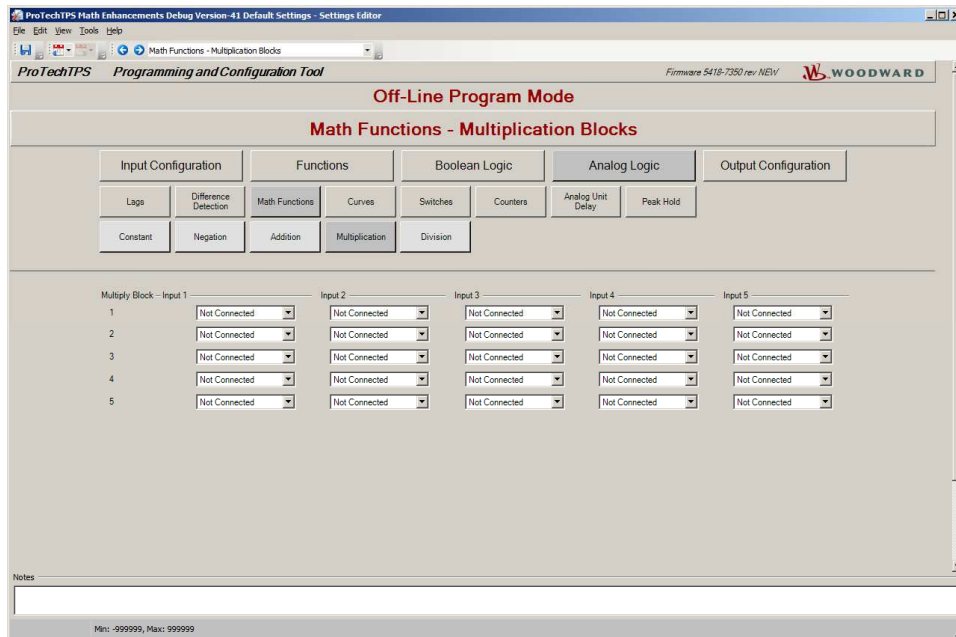 ProTechTPS Math Enhancements Debug Version-41 Default Settings - Settings Editor
File Edit View Tools Help
Math Functions - Multiplication Blocks
ProTechTPS Programming and Configuration Tool Firmware 5418-7350 rev NEW WOODWARD
Off-Line Program Mode
Math Functions - Multiplication Blocks
Input Configuration Functions Boolean Logic Analog Logic Output Configuration
Lags Difference Detection Math Functions Curves Switches Counters Analog Unit Delay Peak Hold
Constant Negation Addition Multiplication Division
Multiply Block Input 1 Input 2 Input 3 Input 4 Input 5
1 Not Connected Not Connected Not Connected Not Connected Not Connected
2 Not Connected Not Connected Not Connected Not Connected Not Connected
3 Not Connected Not Connected Not Connected Not Connected Not Connected
4 Not Connected Not Connected Not Connected Not Connected Not Connected
5 Not Connected Not Connected Not Connected Not Connected Not Connected
Notes
Min: -999999, Max: 999999